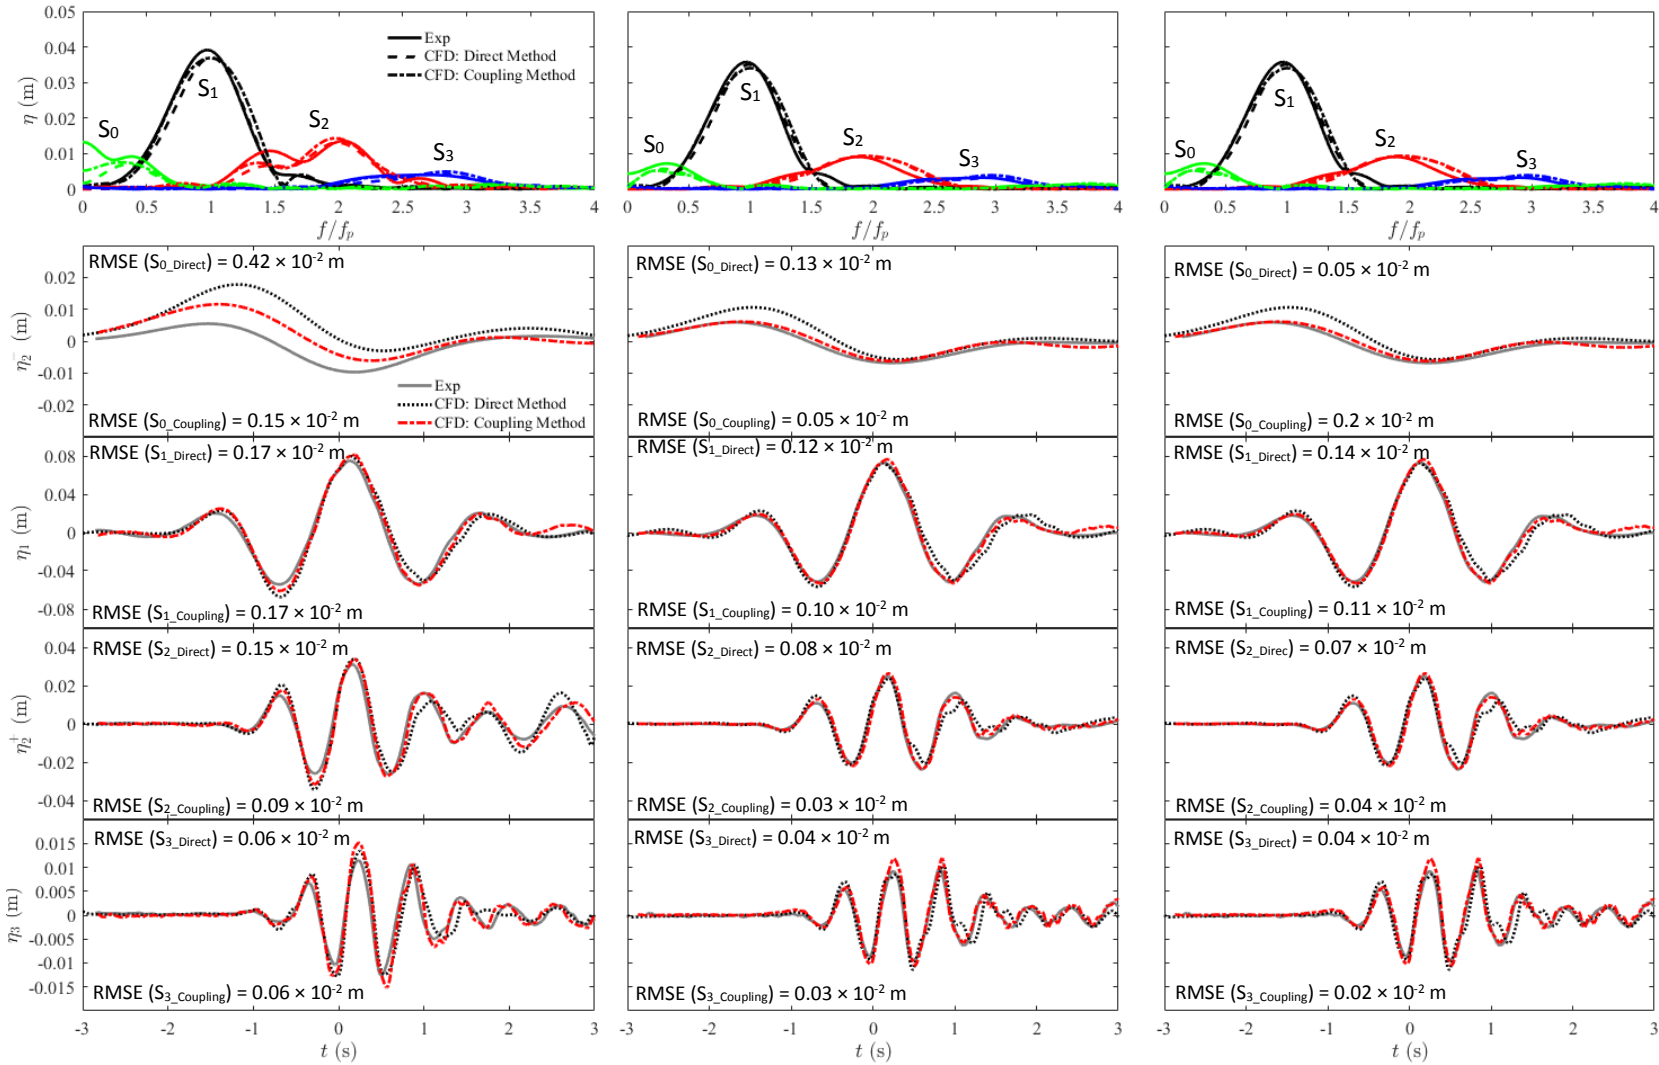 0.05
0.04
0.03
0.02
0.01
0
η (m)
Exp
CFD: Direct Method
CFD: Coupling Method
S0
S1
S2
S3
0 0.5 1 1.5 2 2.5 3 3.5 4
f/fp
S0
S1
S2
S3
0 0.5 1 1.5 2 2.5 3 3.5 4
f/fp
S0
S1
S2
S3
0 0.5 1 1.5 2 2.5 3 3.5 4
f/fp
0.02
0.01
0
-0.01
-0.02
η2− (m)
RMSE (S0_Direct) = 0.42 × 10-2 m
Exp
CFD: Direct Method
CFD: Coupling Method
RMSE (S0_Coupling) = 0.15 × 10-2 m
RMSE (S0_Direct) = 0.13 × 10-2 m
RMSE (S0_Coupling) = 0.05 × 10-2 m
RMSE (S0_Direct) = 0.05 × 10-2 m
RMSE (S0_Coupling) = 0.2 × 10-2 m
0.08
0.04
0
-0.04
-0.08
η1 (m)
RMSE (S1_Direct) = 0.17 × 10-2 m
RMSE (S1_Coupling) = 0.17 × 10-2 m
RMSE (S1_Direct) = 0.12 × 10-2 m
RMSE (S1_Coupling) = 0.10 × 10-2 m
RMSE (S1_Direct) = 0.14 × 10-2 m
RMSE (S1_Coupling) = 0.11 × 10-2 m
0.04
0.02
0
-0.02
-0.04
η2+ (m)
RMSE (S2_Direct) = 0.15 × 10-2 m
RMSE (S2_Coupling) = 0.09 × 10-2 m
RMSE (S2_Direct) = 0.08 × 10-2 m
RMSE (S2_Coupling) = 0.03 × 10-2 m
RMSE (S2_Direc) = 0.07 × 10-2 m
RMSE (S2_Coupling) = 0.04 × 10-2 m
0.015
0.01
0.005
0
-0.005
-0.01
-0.015
η3 (m)
RMSE (S3_Direct) = 0.06 × 10-2 m
RMSE (S3_Coupling) = 0.06 × 10-2 m
RMSE (S3_Direct) = 0.04 × 10-2 m
RMSE (S3_Coupling) = 0.03 × 10-2 m
RMSE (S3_Direct) = 0.04 × 10-2 m
RMSE (S3_Coupling) = 0.02 × 10-2 m
-3 -2 -1 0 1 2 3
t (s)
-3 -2 -1 0 1 2 3
t (s)
-3 -2 -1 0 1 2 3
t (s)